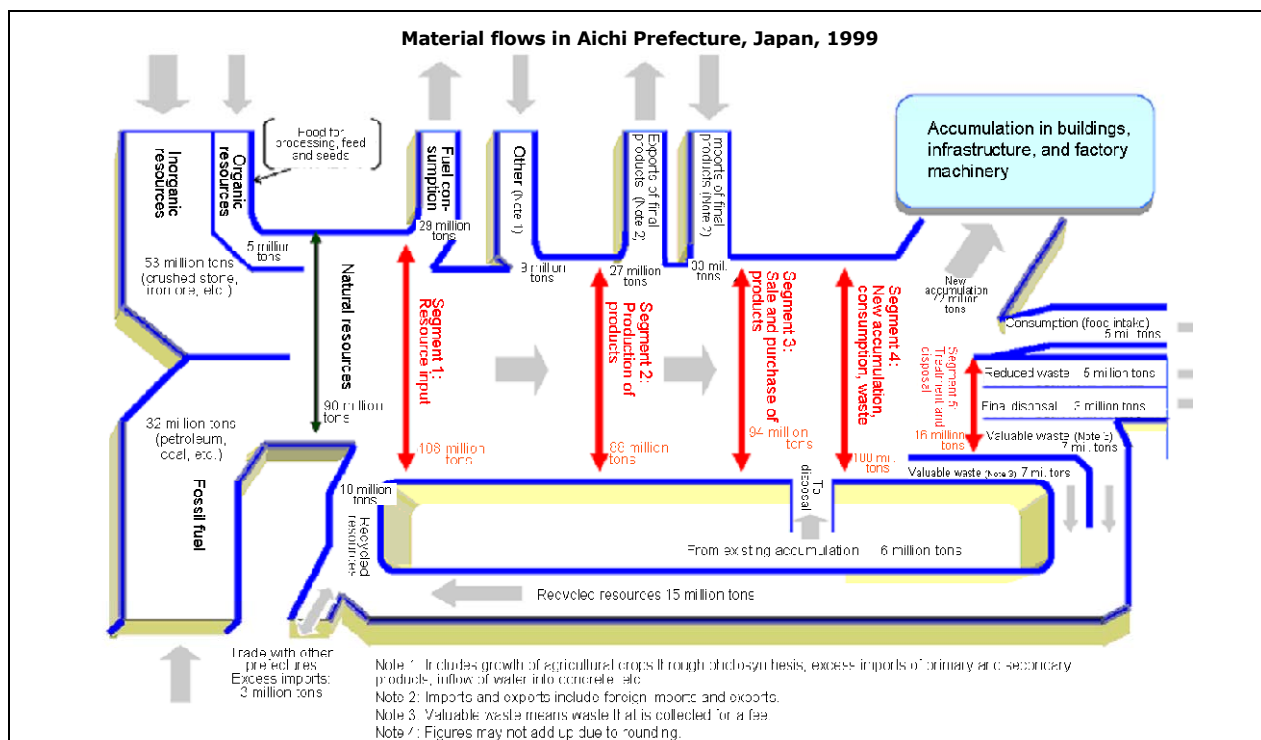 Material flows in Aichi Prefecture, Japan, 1999
Inorganic
resources
Organic
resources
Food for
processing, feed
and seeds
Fuel con-
sumption
Other (Note 1)
Exports of final
products (Note 2)
Imports of final
products (Note 2)
Accumulation in buildings,
infrastructure, and factory
machinery
53 million tons
(crushed stone,
iron ore, etc.)
5 million
tons
29 million
tons
million
tons
27 million
tons
33 mil.
tons
New
accumulation
million
tons
Natural resources
90 million
tons
Segment 1:
Resource input
108 million
tons
Segment 2:
Production of
products
88 million
tons
Segment 3:
Sale and purchase of
products
94 million
tons
Segment 4:
New accumulation,
consumption, waste
100 mil.
tons
Segment 5:
Treatment and
disposal
16 million
tons
Consumption (food intake)
5 mil. tons
Reduced waste 5 million tons
Final disposal 3 million tons
Valuable waste (Note 3)
7 mil. tons
Valuable waste (Note 3) 7 mil. tons
32 million tons
(petroleum,
coal, etc.)
Fossil fuel
million
tons
Recycled
resources
To
disposal
From existing accumulation 6 million tons
Recycled resources 15 million tons
Trade with other
prefectures
Excess imports:
million tons
Note 1: Includes growth of agricultural crops through photosynthesis, excess imports of primary and secondary
products, inflow of water into concrete, etc.
Note 2: Imports and exports include foreign imports and exports.
Note 3: Valuable waste means waste that is collected for a fee.
Note 4: Figures may not add up due to rounding.